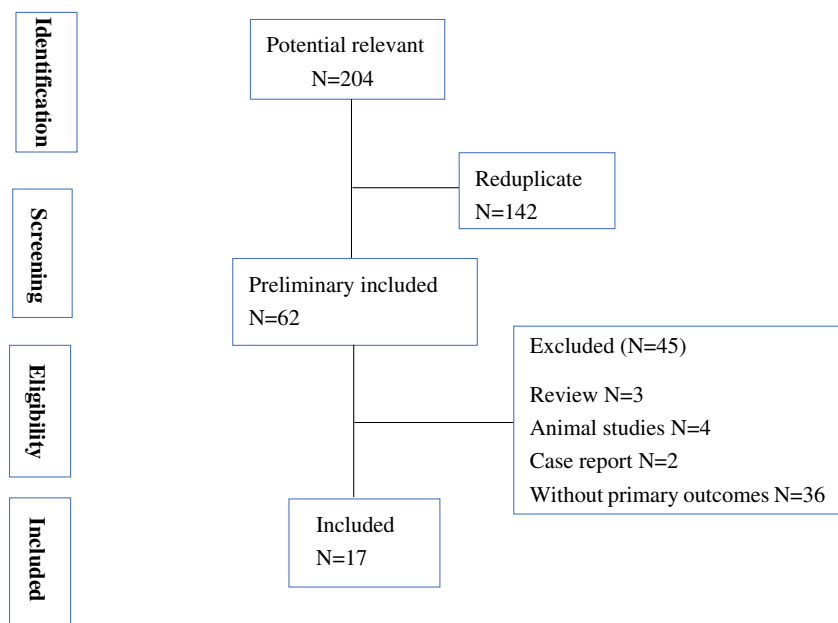 Identification
Potential relevant
N=204
Reduplicate
N=142
Screening
Preliminary included
N=62
Eligibility
Excluded (N=45)
Review N=3
Animal studies N=4
Case report N=2
Without primary outcomes N=36
Included
Included
N=17